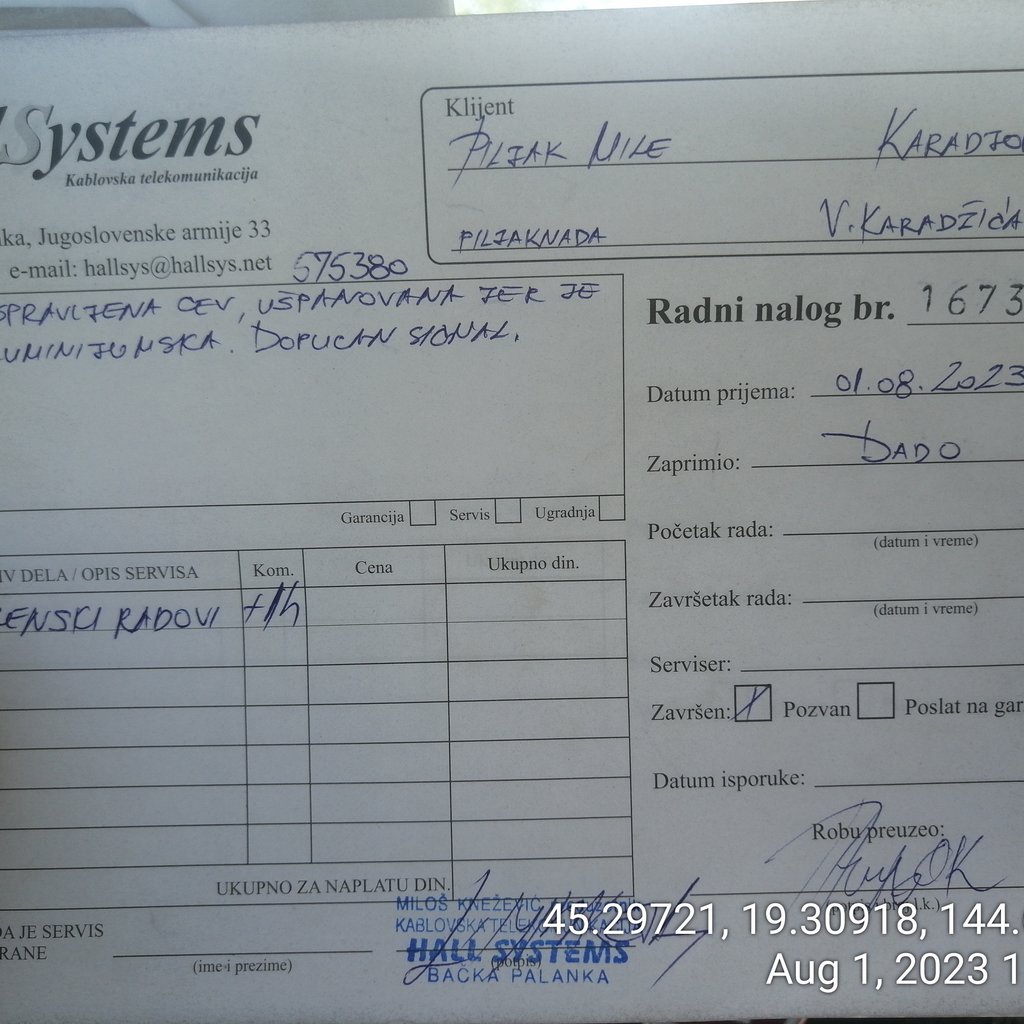 Systems
Kablovska telekomunikacija
ka, Jugoslovenske armije 33
e-mail: hallsys@hallsys.net
575380
Klijent
PILJAK MILE KARADJO
PILJAKNADA V. KARADŽIĆA
SPRAVLJENA CEV, UŠPANOVANA JER JE
UMINIJUMSKA. DOPUCAN SIGNAL.
Garancija Servis Ugradnja
Radni nalog br. 1673
Datum prijema: 01.08.2023
Zaprimio: DADO
Početak rada:
(datum i vreme)
Završetak rada:
(datum i vreme)
Serviser:
Završen: Pozvan Poslat na gar
Datum isporuke:
Robu preuzeo:
IV DELA / OPIS SERVISA Kom. Cena Ukupno din.
ENSKI RADOVI +1h
UKUPNO ZA NAPLATU DIN.
DA JE SERVIS
RANE
(ime i prezime)
MILOŠ KNEŽEVIĆ
KABLOVSKA
HALL SYSTEMS
(potpis)
BAČKA PALANKA
45.29721, 19.30918, 144.
Aug 1, 2023 1